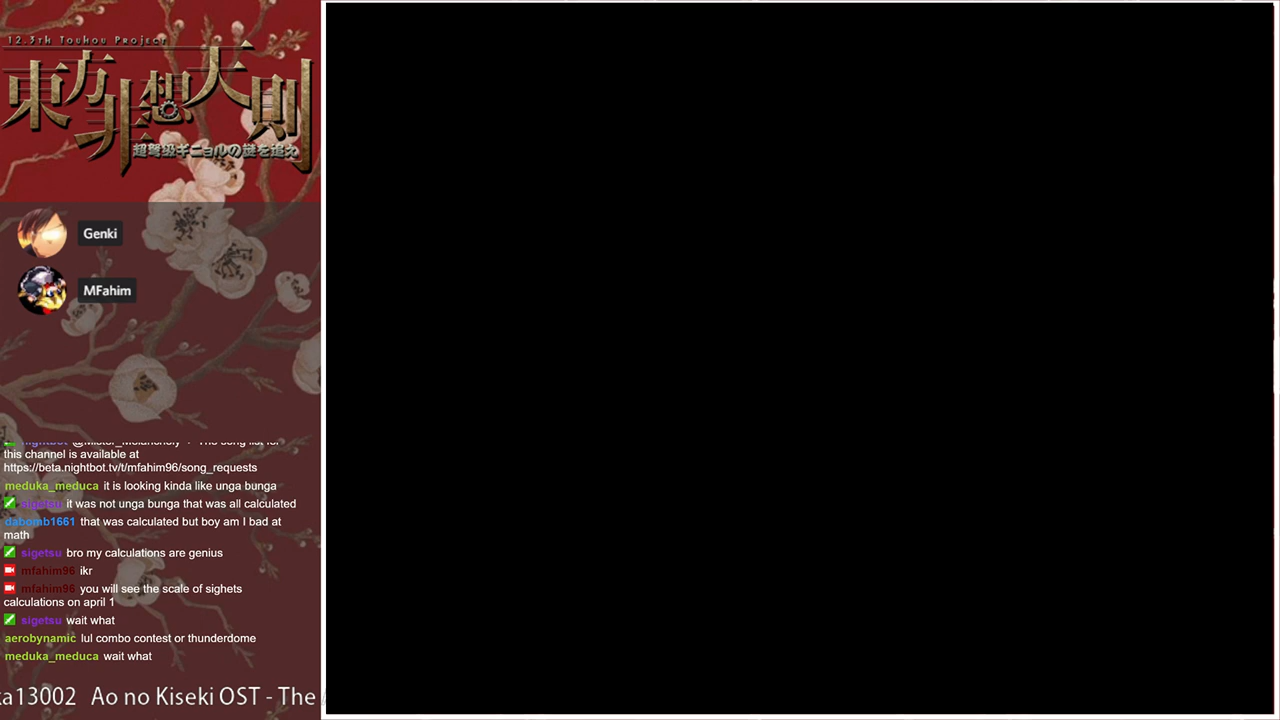 12.3th Touhou Project
東方非想天則
超弩級ギニョルの謎を追え
Genki
MFahim
this channel is available at
https://beta.nightbot.tv/t/mfahim96/song_requests
meduka_meduca it is looking kinda like unga bunga
sigetsu it was not unga bunga that was all calculated
dabomb1661 that was calculated but boy am I bad at
math
sigetsu bro my calculations are genius
mfahim96 ikr
mfahim96 you will see the scale of sighets
calculations on april 1
sigetsu wait what
aerobynamic lul combo contest or thunderdome
meduka_meduca wait what
a13002 Ao no Kiseki OST - The